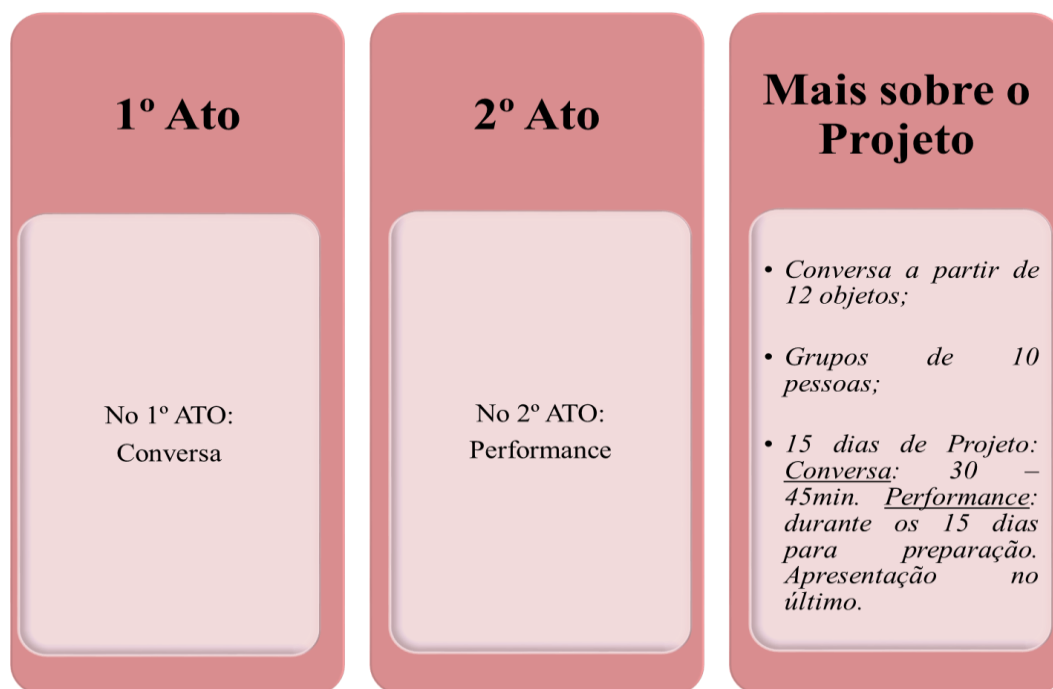 1º Ato
No 1º ATO:
Conversa
2º Ato
No 2º ATO:
Performance
Mais sobre o
Projeto
• Conversa a partir de
12 objetos;
• Grupos de 10
pessoas;
• 15 dias de Projeto:
Conversa: 30 –
45min. Performance:
durante os 15 dias
para preparação.
Apresentação no
último.